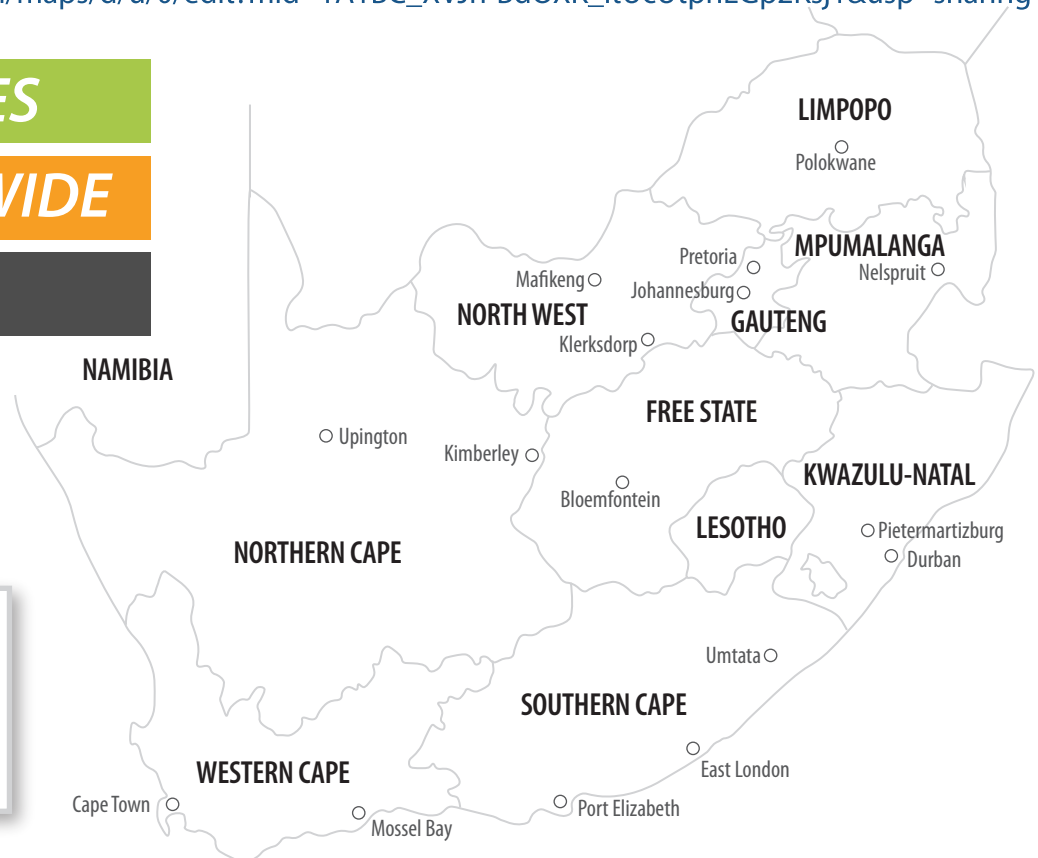 sharing
ES
WIDE
LIMPOPO
Polokwane
MPUMALANGA
Pretoria
Nelspruit
Mafikeng
Johannesburg
NORTH WEST
GAUTENG
Klerksdorp
NAMIBIA
FREE STATE
Upington
Kimberley
KWAZULU-NATAL
Bloemfontein
LESOTHO
Pietermartizburg
NORTHERN CAPE
Durban
Umtata
SOUTHERN CAPE
East London
WESTERN CAPE
Cape Town
Port Elizabeth
Mossel Bay